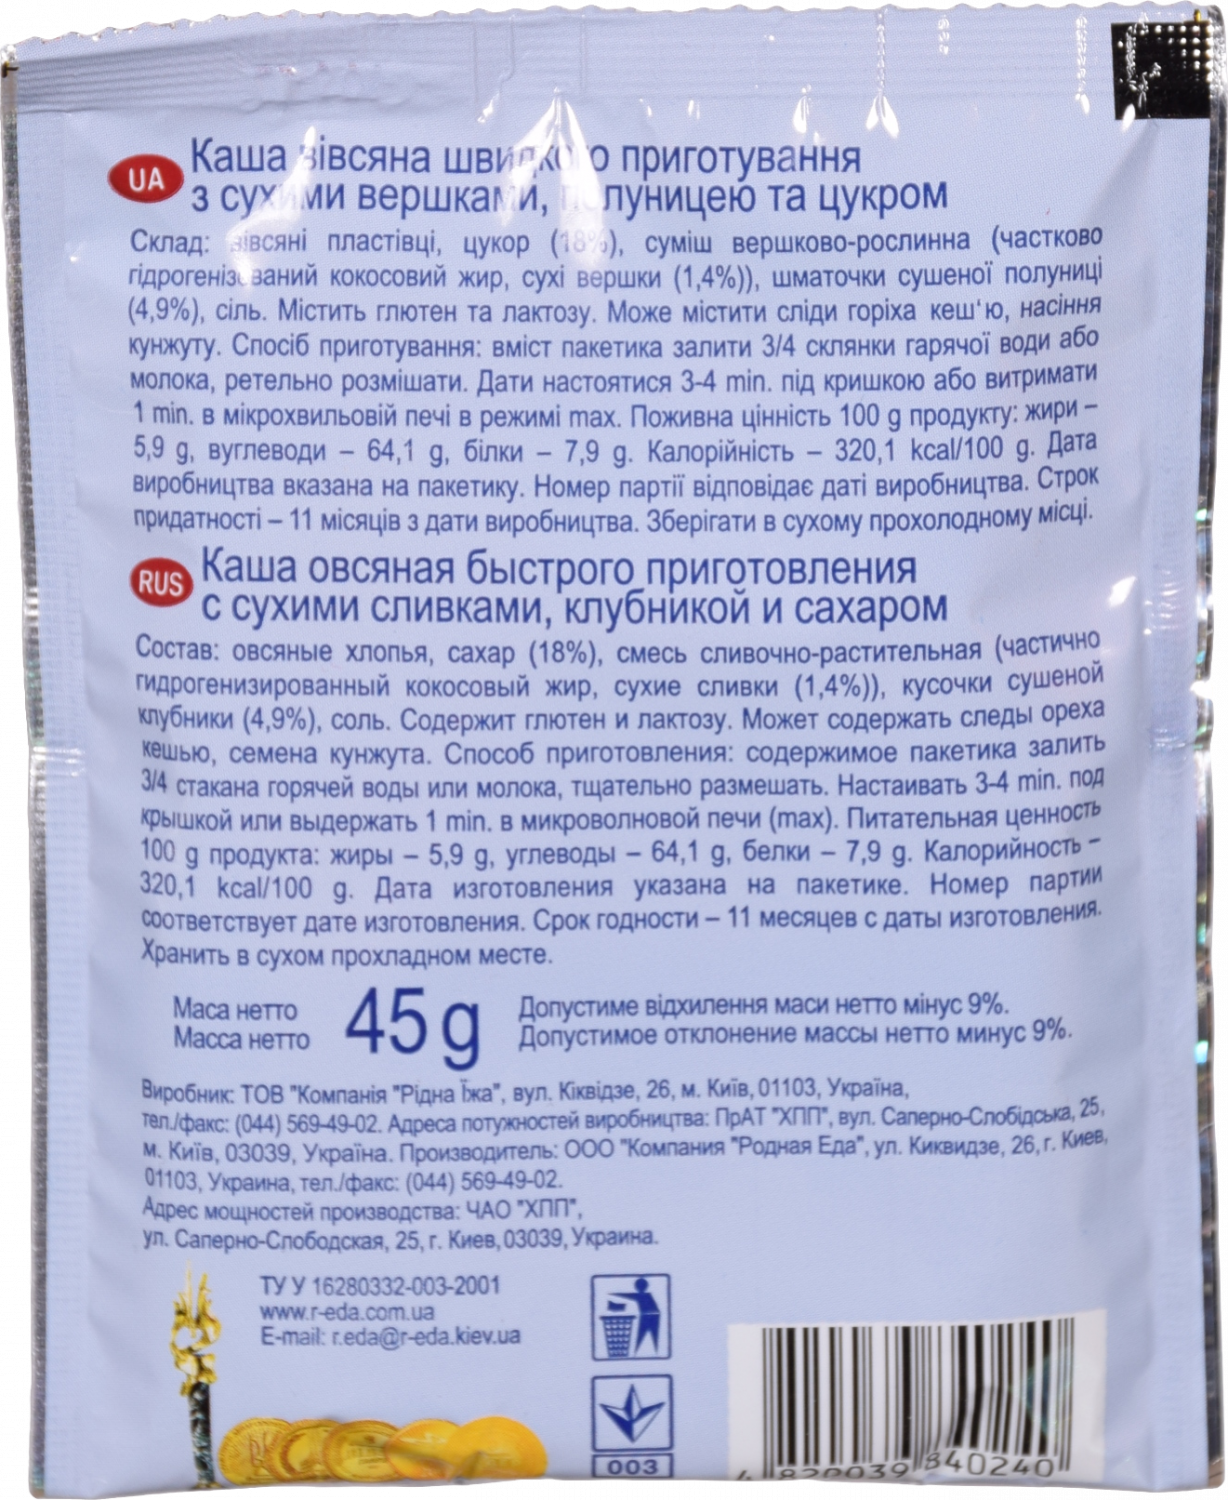 UA
Каша вівсяна швидкого приготування
з сухими вершками, полуницею та цукром
Склад: вівсяні пластівці, цукор (18%), суміш вершково-рослинна (частково
гідрогенізований кокосовий жир, сухі вершки (1,4%)), шматочки сушеної полуниці
(4,9%), сіль. Містить глютен та лактозу. Може містити сліди горіха кеш'ю, насіння
кунжуту. Спосіб приготування: вміст пакетика залити 3/4 склянки гарячої води або
молока, ретельно розмішати. Дати настоятися 3-4 min. під кришкою або витримати
1 min. в мікрохвильовій печі в режимі max. Поживна цінність 100 g продукту: жири –
5,9 g, вуглеводи – 64,1 g, білки – 7,9 g. Калорійність – 320,1 kcal/100 g. Дата
виробництва вказана на пакетику. Номер партії відповідає даті виробництва. Строк
придатності – 11 місяців з дати виробництва. Зберігати в сухому прохолодному місці.
RUS
Каша овсяная быстрого приготовления
с сухими сливками, клубникой и сахаром
Состав: овсяные хлопья, сахар (18%), смесь сливочно-растительная (частично
гидрогенизированный кокосовый жир, сухие сливки (1,4%)), кусочки сушеной
клубники (4,9%), соль. Содержит глютен и лактозу. Может содержать следы ореха
кешью, семена кунжута. Способ приготовления: содержимое пакетика залить
3/4 стакана горячей воды или молока, тщательно размешать. Настаивать 3-4 min. под
крышкой или выдержать 1 min. в микроволновой печи (max). Питательная ценность
100 g продукта: жиры – 5,9 g, углеводы – 64,1 g, белки – 7,9 g. Калорийность –
320,1 kcal/100 g. Дата изготовления указана на пакетике. Номер партии
соответствует дате изготовления. Срок годности – 11 месяцев с даты изготовления.
Хранить в сухом прохладном месте.
Маса нетто
Масса нетто
45 g
Допустиме відхилення маси нетто мінус 9%.
Допустимое отклонение массы нетто минус 9%.
Виробник: ТОВ "Компанія "Рідна Їжа", вул. Кіквідзе, 26, м. Київ, 01103, Україна,
тел./факс: (044) 569-49-02. Адреса потужностей виробництва: ПрАТ "ХПП", вул. Саперно-Слобідська, 25,
м. Київ, 03039, Україна. Производитель: ООО "Компания "Родная Еда", ул. Киквидзе, 26, г. Киев,
01103, Украина, тел./факс: (044) 569-49-02.
Адрес мощностей производства: ЧАО "ХПП",
ул. Саперно-Слободская, 25, г. Киев, 03039, Украина.
ТУ У 16280332-003-2001
www.r-eda.com.ua
E-mail: r.eda@r-eda.kiev.ua
003
4 820039 840240